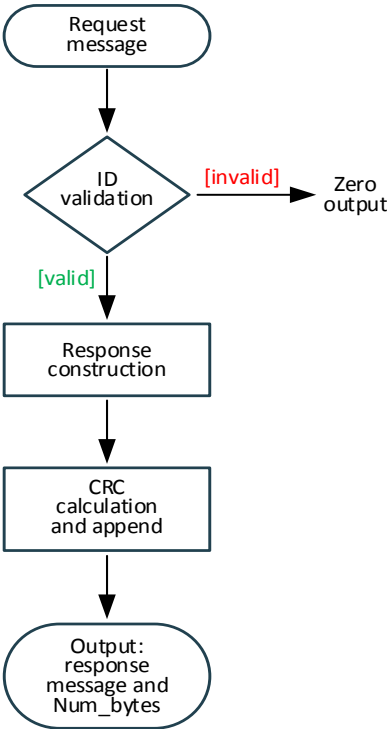 Request
message
ID
validation
[invalid]
Zero
output
[valid]
Response
construction
CRC
calculation
and append
Output:
response
message and
Num_bytes